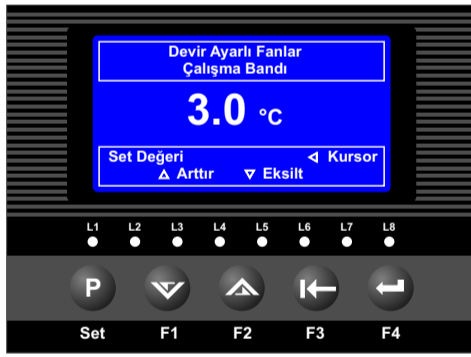 Devir Ayarlı Fanlar
Çalışma Bandı
3.0 °C
Set Değeri Kursor
Arttır Eksilt
L1 L2 L3 L4 L5 L6 L7 L8
P
Set F1 F2 F3 F4